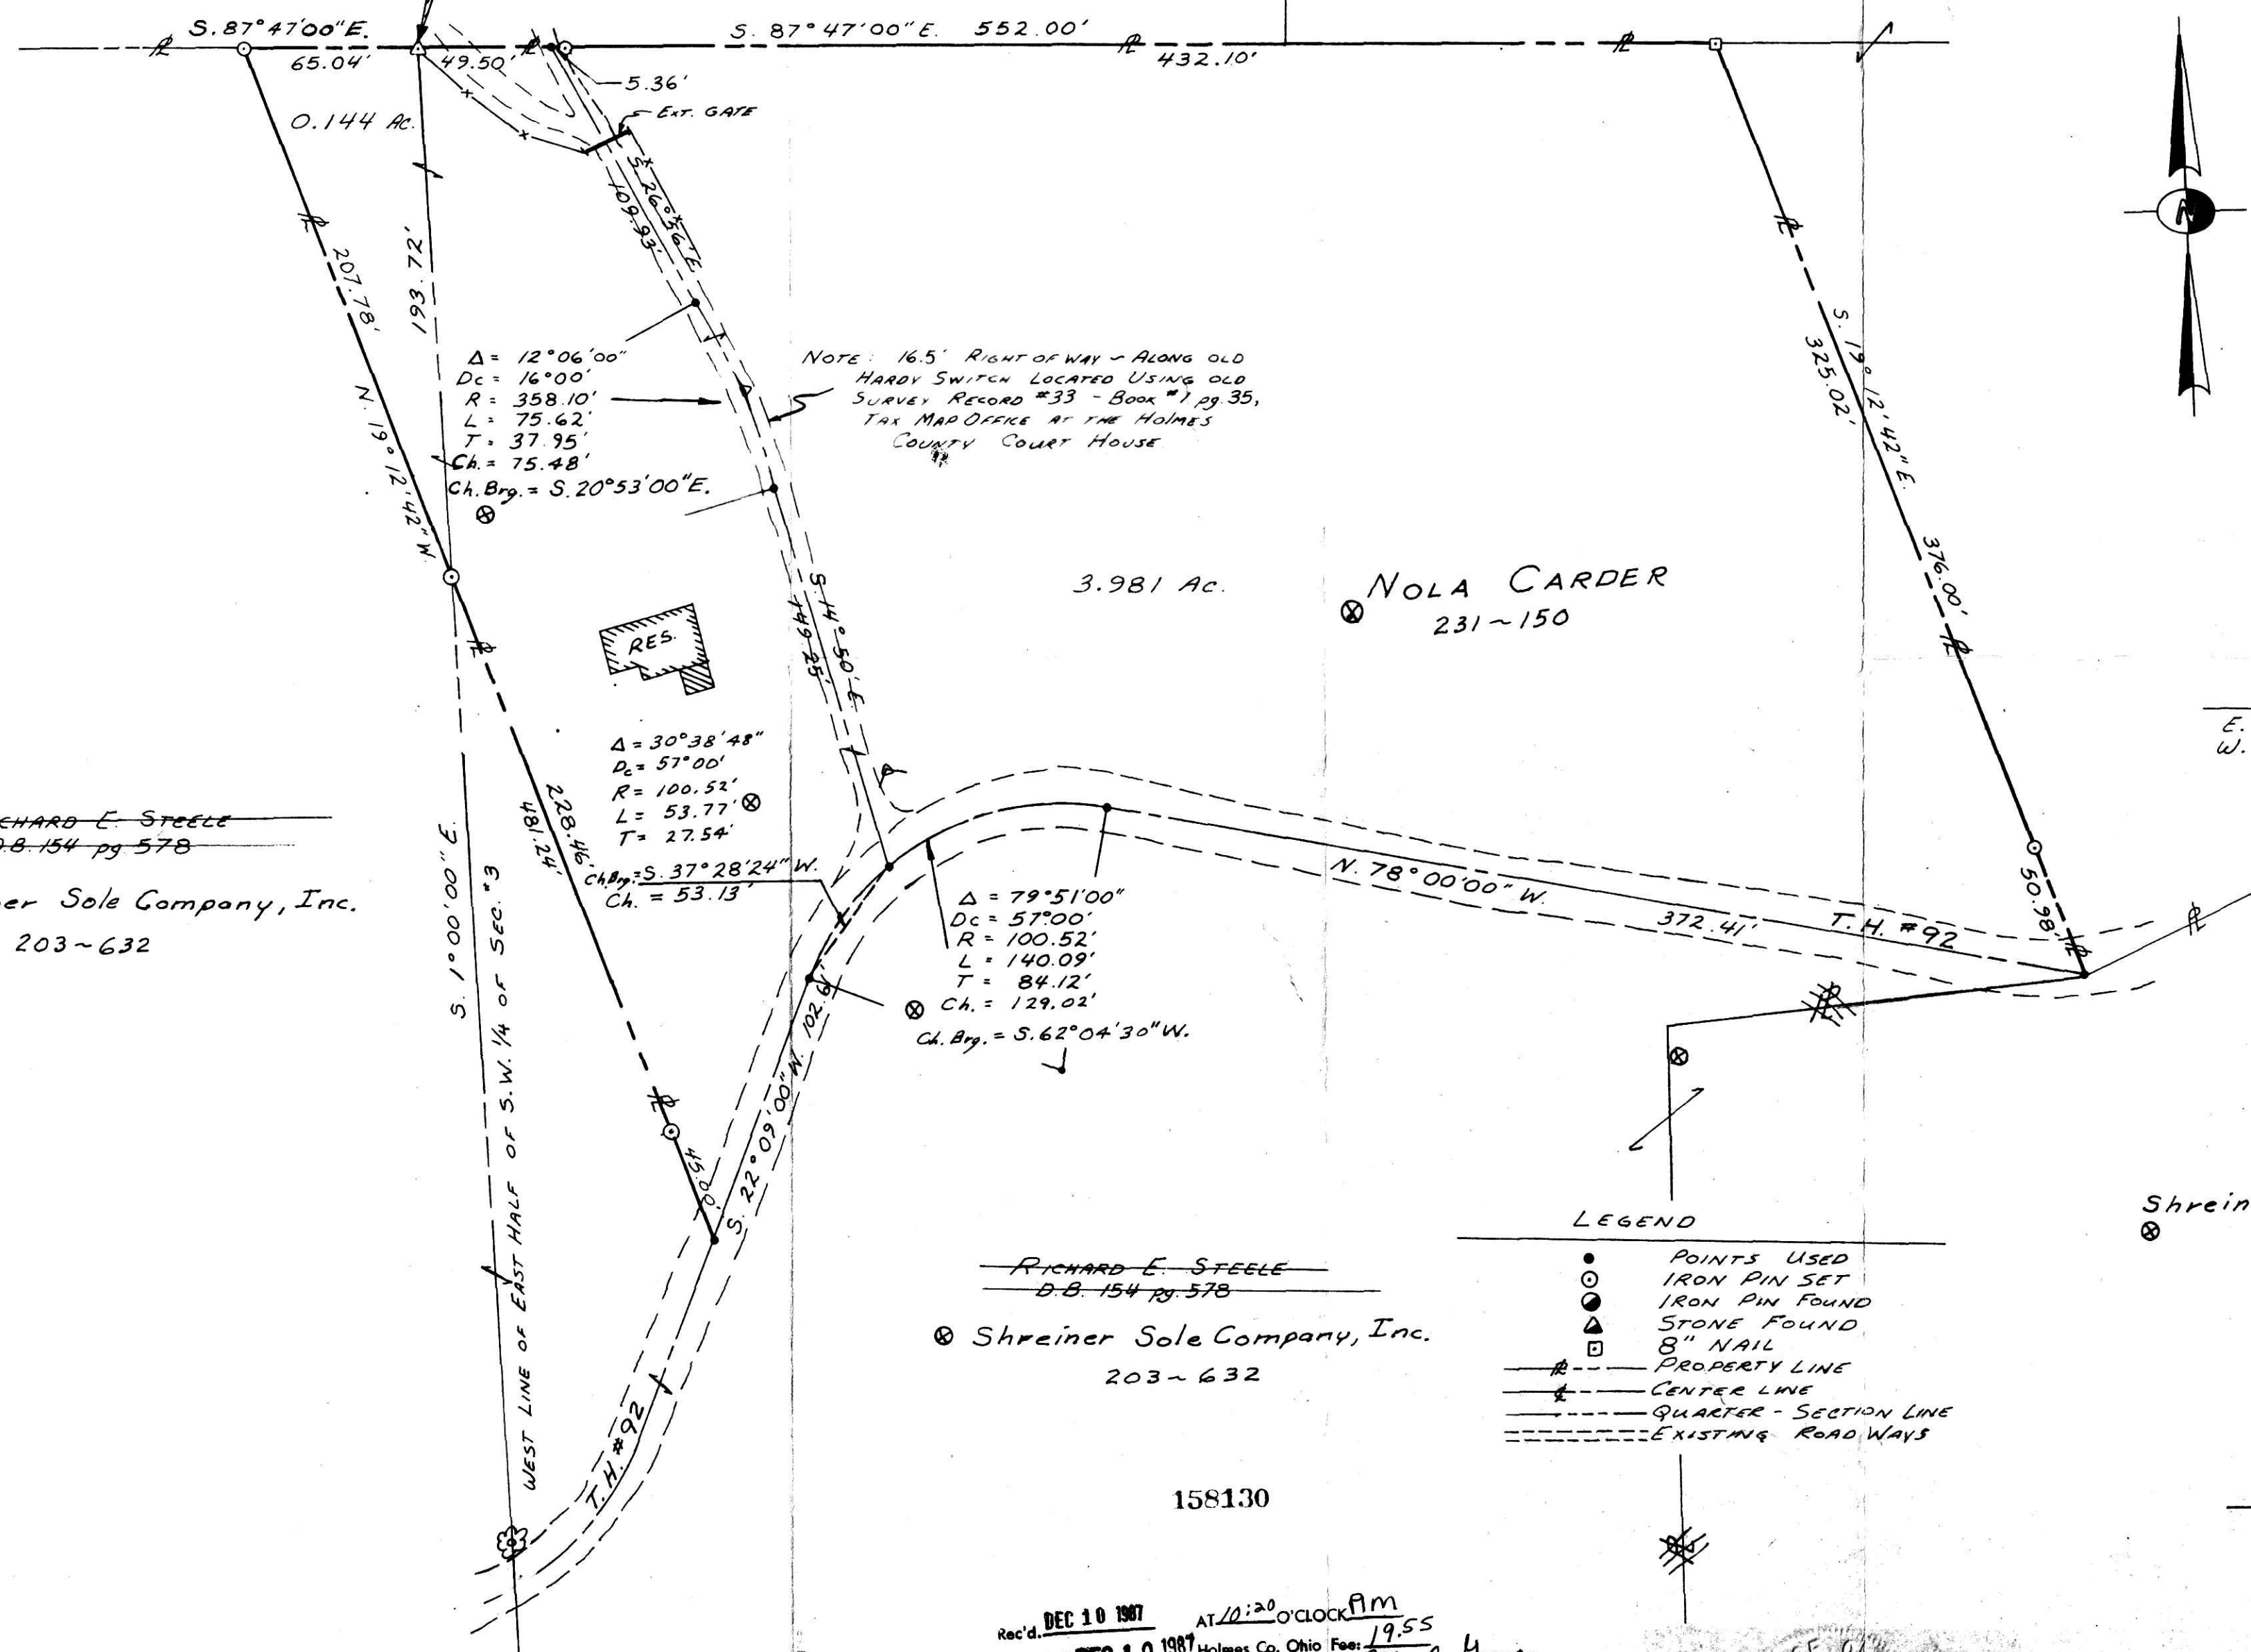 S. 87°47'00"E.
65.04'
49.50'
S. 87°47'00"E. 552.00'
432.10'
5.36'
EXT. GATE
0.144 AC.
193.72'
207.78'
N. 19°12'42"W
S. 26°56'E.
109.93'
Δ = 12°06'00"
Dc = 16°00'
R = 358.10'
L = 75.62'
T = 37.95'
Ch. = 75.48'
Ch. Brg. = S. 20°53'00"E.
NOTE: 16.5' RIGHT OF WAY ~ ALONG OLD
HARDY SWITCH LOCATED USING OLD
SURVEY RECORD #33 - BOOK #1 pg. 35,
TAX MAP OFFICE AT THE HOLMES
COUNTY COURT HOUSE
S. 19°12'42"E.
325.02'
376.00'
50.98'
N
S. 14°50'E.
149.25'
3.981 AC.
NOLA CARDER
231~150
RES.
Δ = 30°38'48"
Dc = 57°00'
R = 100.52'
L = 53.77'
T = 27.54'
Ch. Brg. = S. 37°28'24"W.
Ch. = 53.13'
228.46'
481.24'
45.00'
S. 1°00'00"E.
WEST LINE OF EAST HALF OF S.W. 1/4 OF SEC. #3
CHARD E. STEELE
D.B. 154 pg 578
er Sole Company, Inc.
203~632
Δ = 79°51'00"
Dc = 57°00'
R = 100.52'
L = 140.09'
T = 84.12'
Ch. = 129.02'
Ch. Brg. = S. 62°04'30"W.
N. 78°00'00"W.
372.41'
T.H. #92
S. 22°09'00"W. 102.61'
T.H. #92
E.
W.
Shrein
RICHARD E. STEELE
D.B. 154 pg. 578
Shreiner Sole Company, Inc.
203~632
LEGEND
POINTS USED
IRON PIN SET
IRON PIN FOUND
STONE FOUND
8" NAIL
PROPERTY LINE
CENTER LINE
QUARTER - SECTION LINE
EXISTING ROAD WAYS
158130
Rec'd. DEC 10 1987 AT 10:20 O'CLOCK AM
1987 Holmes Co. Ohio Fee: 19.55